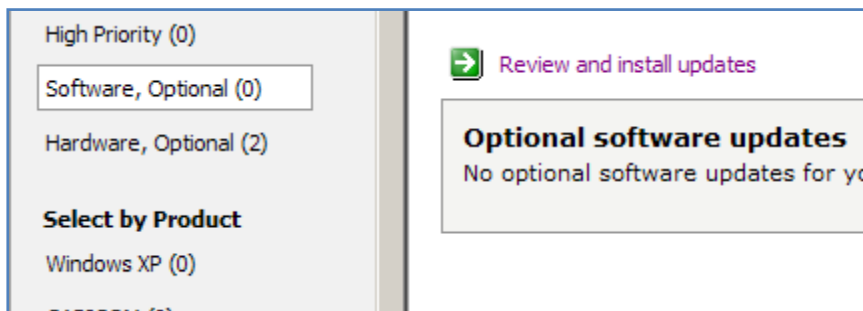 High Priority (0)
Software, Optional (0)
Hardware, Optional (2)
Select by Product
Windows XP (0)
Review and install updates
Optional software updates
No optional software updates for